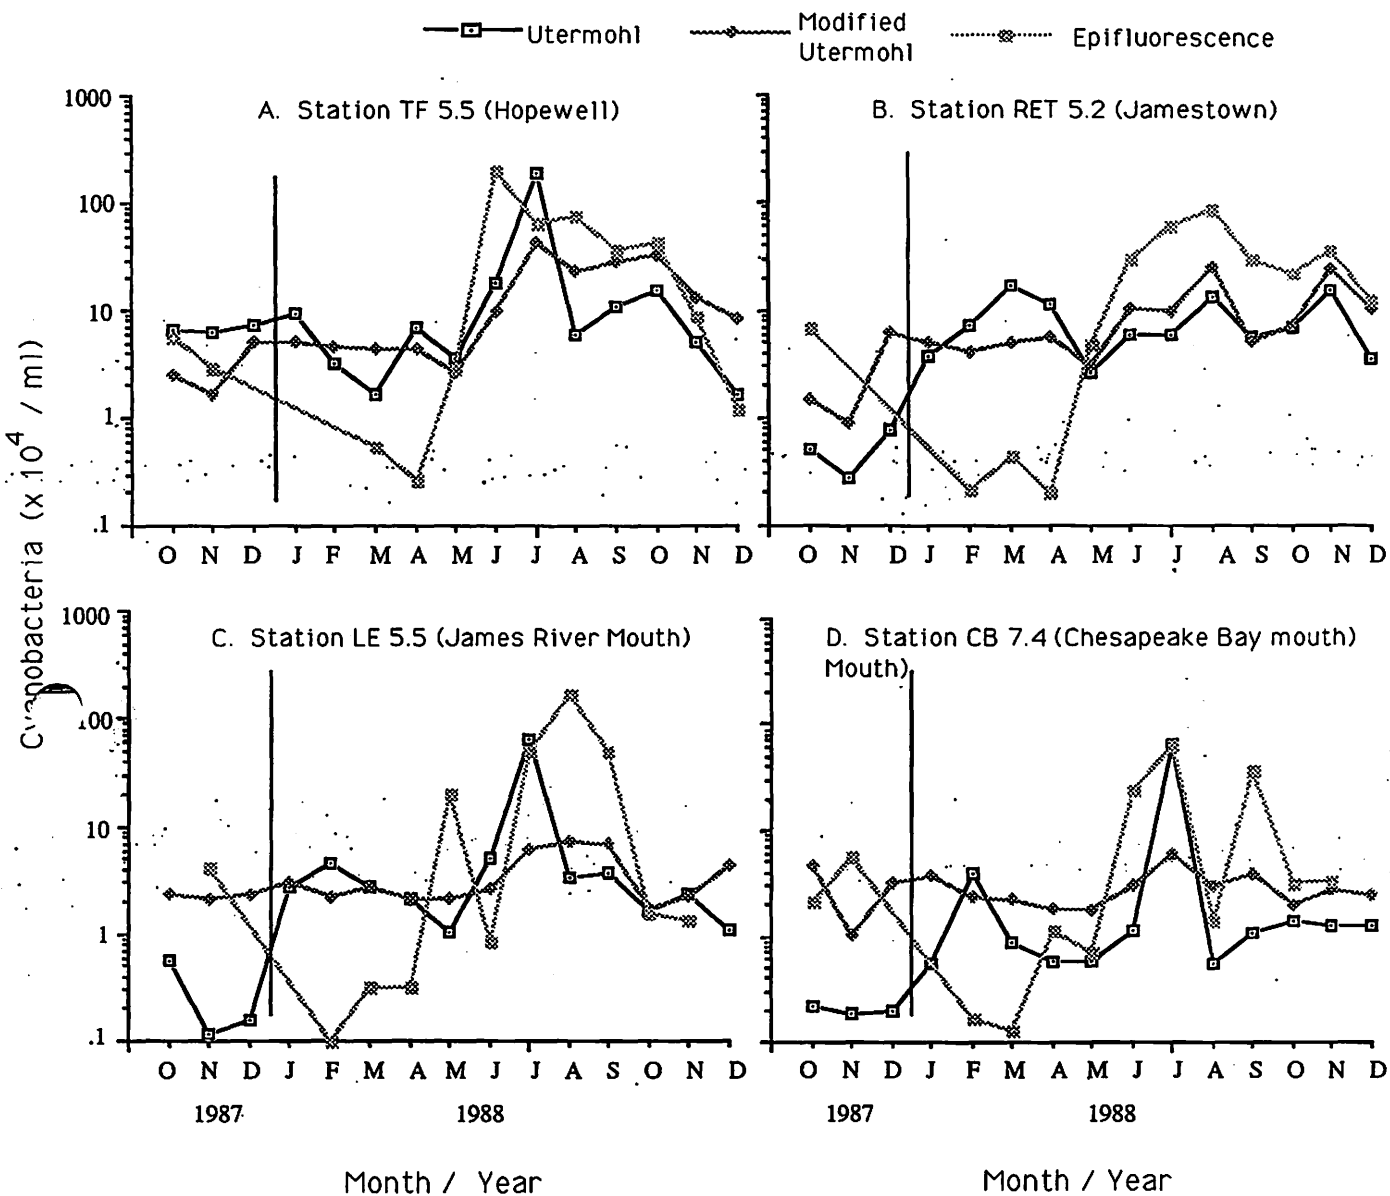 Utermohl
Modified
Utermohl
Epifluorescence
A. Station TF 5.5 (Hopewell)
B. Station RET 5.2 (Jamestown)
1000
100
10
1
.1
O N D J F M A M J J A S O N D
O N D J F M A M J J A S O N D
Cyanobacteria (x 10^4 / ml)
C. Station LE 5.5 (James River Mouth)
D. Station CB 7.4 (Chesapeake Bay mouth)
Mouth)
1000
100
10
1
.1
O N D J F M A M J J A S O N D
O N D J F M A M J J A S O N D
1987 1988
1987 1988
Month / Year
Month / Year